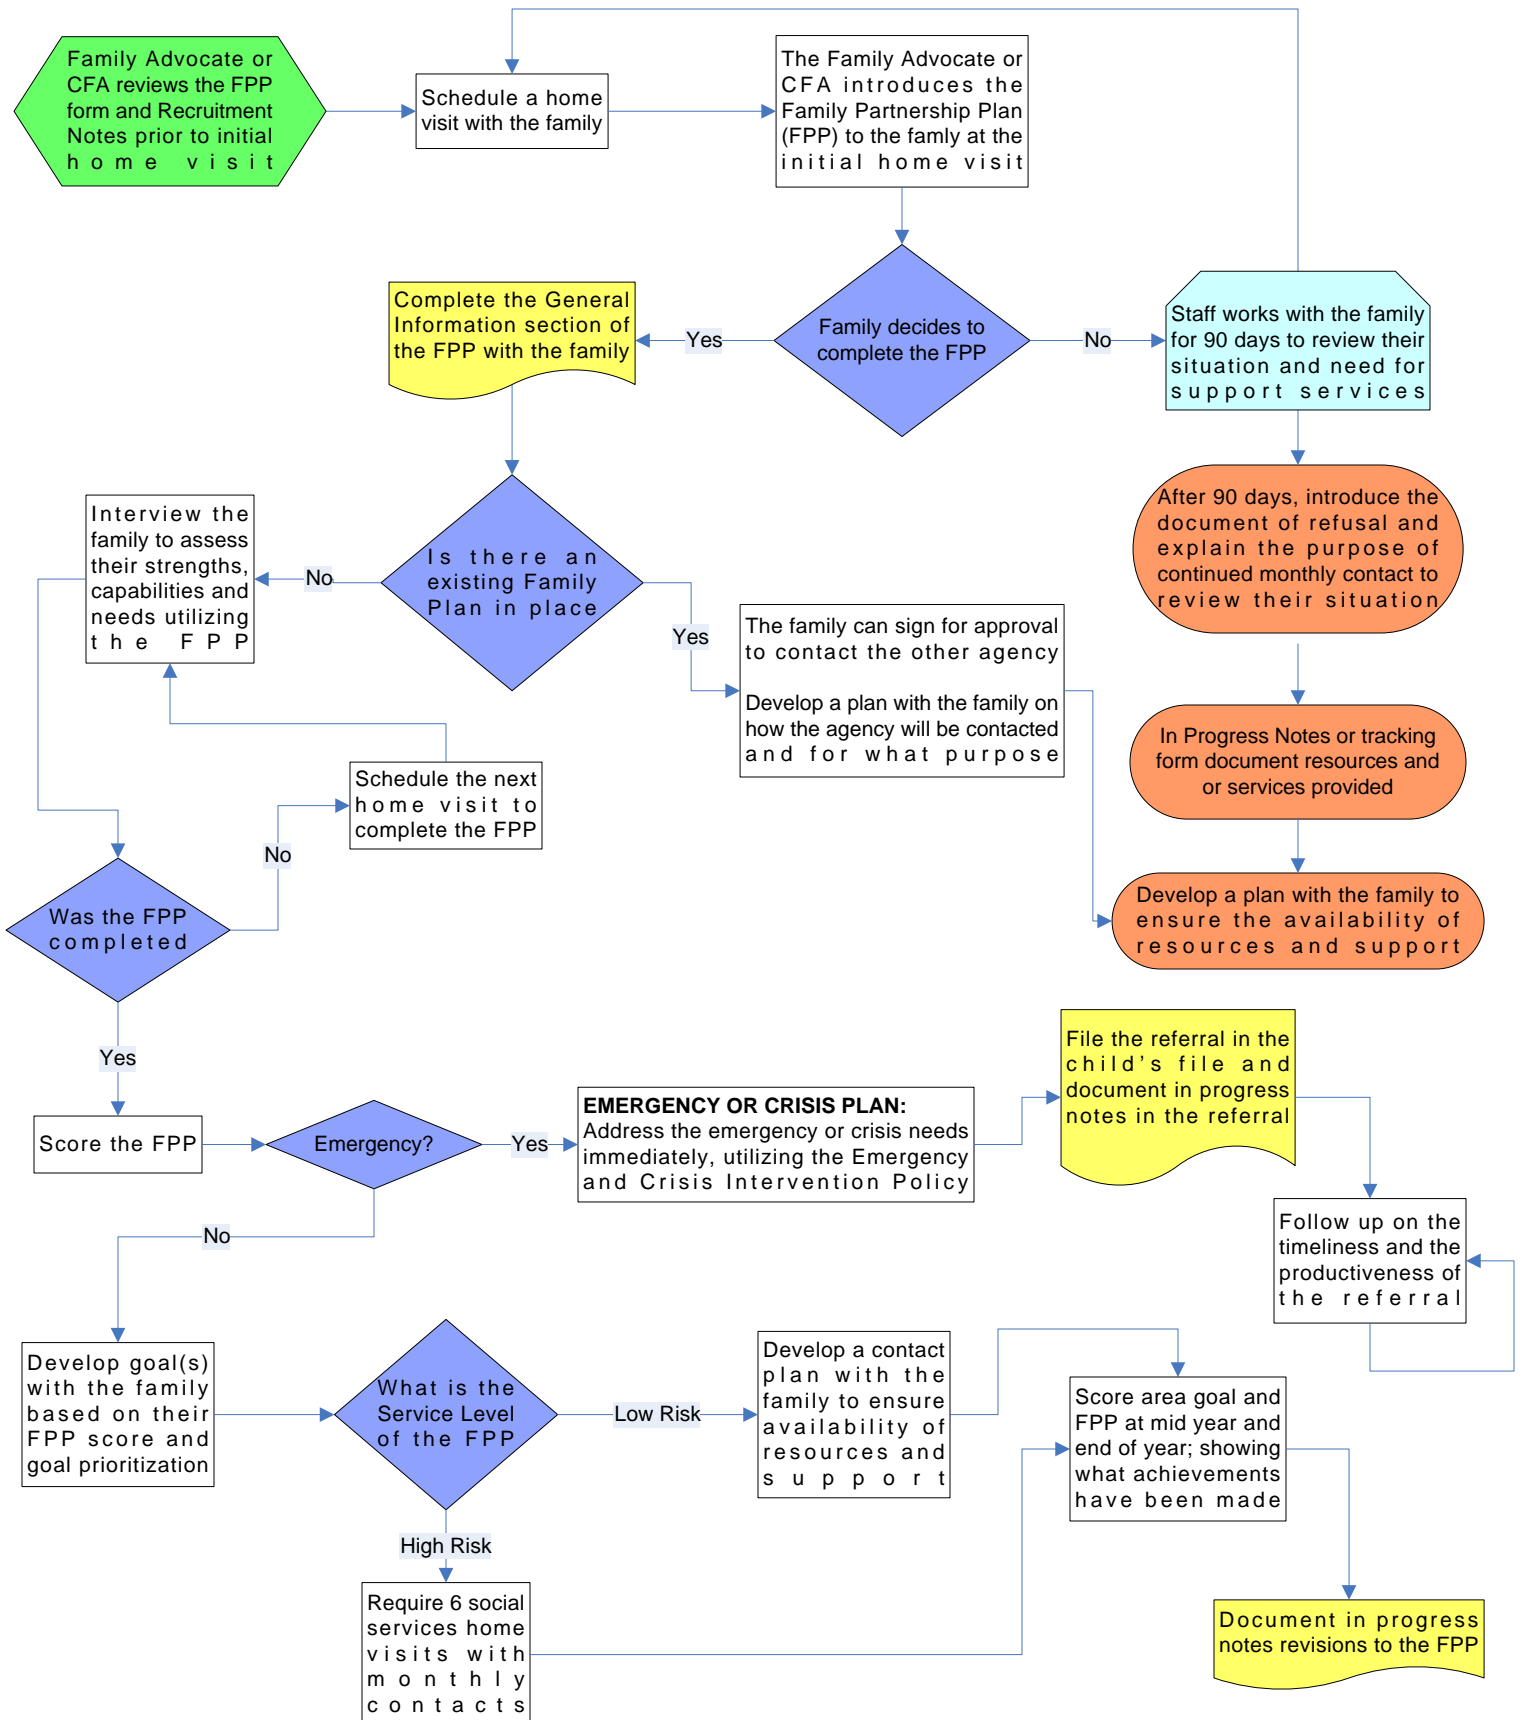 Family Advocate or
CFA reviews the FPP
form and Recruitment
Notes prior to initial
home visit
Schedule a home
visit with the family
The Family Advocate or
CFA introduces the
Family Partnership Plan
(FPP) to the famly at the
initial home visit
Family decides to
complete the FPP
Yes
No
Complete the General
Information section of
the FPP with the family
Staff works with the family
for 90 days to review their
situation and need for
support services
After 90 days, introduce the
document of refusal and
explain the purpose of
continued monthly contact to
review their situation
Is there an
existing Family
Plan in place
No
Yes
Interview the
family to assess
their strengths,
capabilities and
needs utilizing
the FPP
The family can sign for approval
to contact the other agency
Develop a plan with the family on
how the agency will be contacted
and for what purpose
In Progress Notes or tracking
form document resources and
or services provided
Schedule the next
home visit to
complete the FPP
No
Was the FPP
completed
Develop a plan with the family to
ensure the availability of
resources and support
Yes
Score the FPP
Emergency?
Yes
EMERGENCY OR CRISIS PLAN:
Address the emergency or crisis needs
immediately, utilizing the Emergency
and Crisis Intervention Policy
File the referral in the
child's file and
document in progress
notes in the referral
Follow up on the
timeliness and the
productiveness of
the referral
No
Develop goal(s)
with the family
based on their
FPP score and
goal prioritization
What is the
Service Level
of the FPP
Low Risk
Develop a contact
plan with the
family to ensure
availability of
resources and
support
Score area goal and
FPP at mid year and
end of year; showing
what achievements
have been made
High Risk
Require 6 social
services home
visits with
monthly
contacts
Document in progress
notes revisions to the FPP